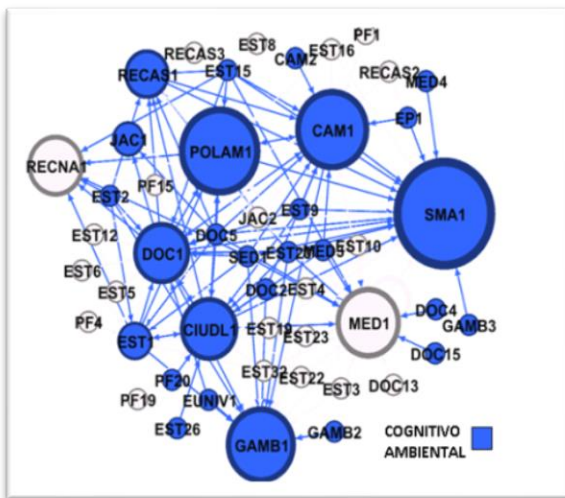 PF1
EST8
EST16
RECAS3
CAM2
RECAS1
EST15
RECAS2
MED4
EP1
CAM1
JAC1
POLAM1
RECNA1
PF15
EST2
EST9
SMA1
JAC2
EST12
DOC5
DOC1
SED1
EST10
EST6
EST5
DOC2
EST4
DOC4
PF4
MED1
GAMB3
EST1
CIUDL1
EST19
EST23
DOC15
EST32
PF20
EST22
EST3
DOC13
PF19
EUNIV1
EST26
GAMB1
GAMB2
COGNITIVO
AMBIENTAL